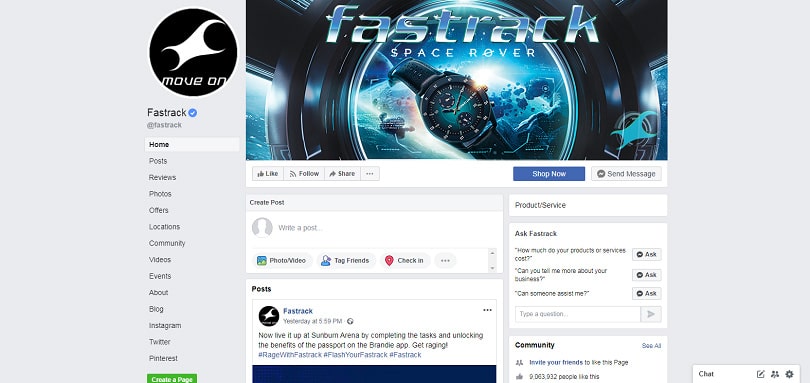 move on
Fastrack
@fastrack
Home
Posts
Reviews
Photos
Offers
Locations
Community
Videos
Events
About
Blog
Instagram
Twitter
Pinterest
Create a Page
fastrack
SPACE ROVER
Like Follow Share
Shop Now Send Message
Create Post
Write a post...
Photo/Video Tag Friends Check in
Posts
move on
Fastrack
Yesterday at 5:59 PM ·
Now live it up at Sunburn Arena by completing the tasks and unlocking
the benefits of the passport on the Brandie app. Get raging!
#RageWithFastrack #FlashYourFastrack #Fastrack
Product/Service
Ask Fastrack
"How much do your products or services
cost?"
Ask
"Can you tell me more about your
business?"
Ask
"Can someone assist me?"
Ask
Type a question...
Community
See All
Invite your friends to like this Page
9,063,932 people like this
Chat